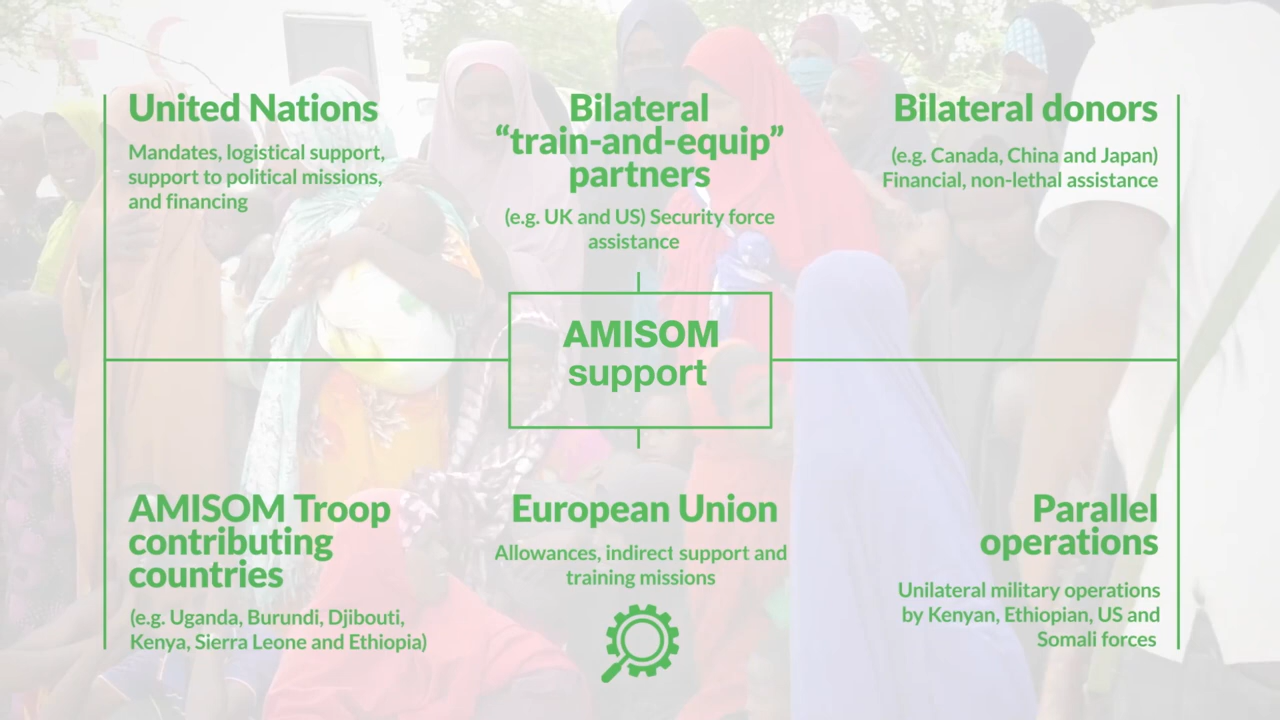 United Nations
Mandates, logistical support,
support to political missions,
and financing
Bilateral
“train-and-equip”
partners
(e.g. UK and US) Security force
assistance
Bilateral donors
(e.g. Canada, China and Japan)
Financial, non-lethal assistance
AMISOM
support
AMISOM Troop
contributing
countries
(e.g. Uganda, Burundi, Djibouti,
Kenya, Sierra Leone and Ethiopia)
European Union
Allowances, indirect support and
training missions
Parallel
operations
Unilateral military operations
by Kenyan, Ethiopian, US and
Somali forces